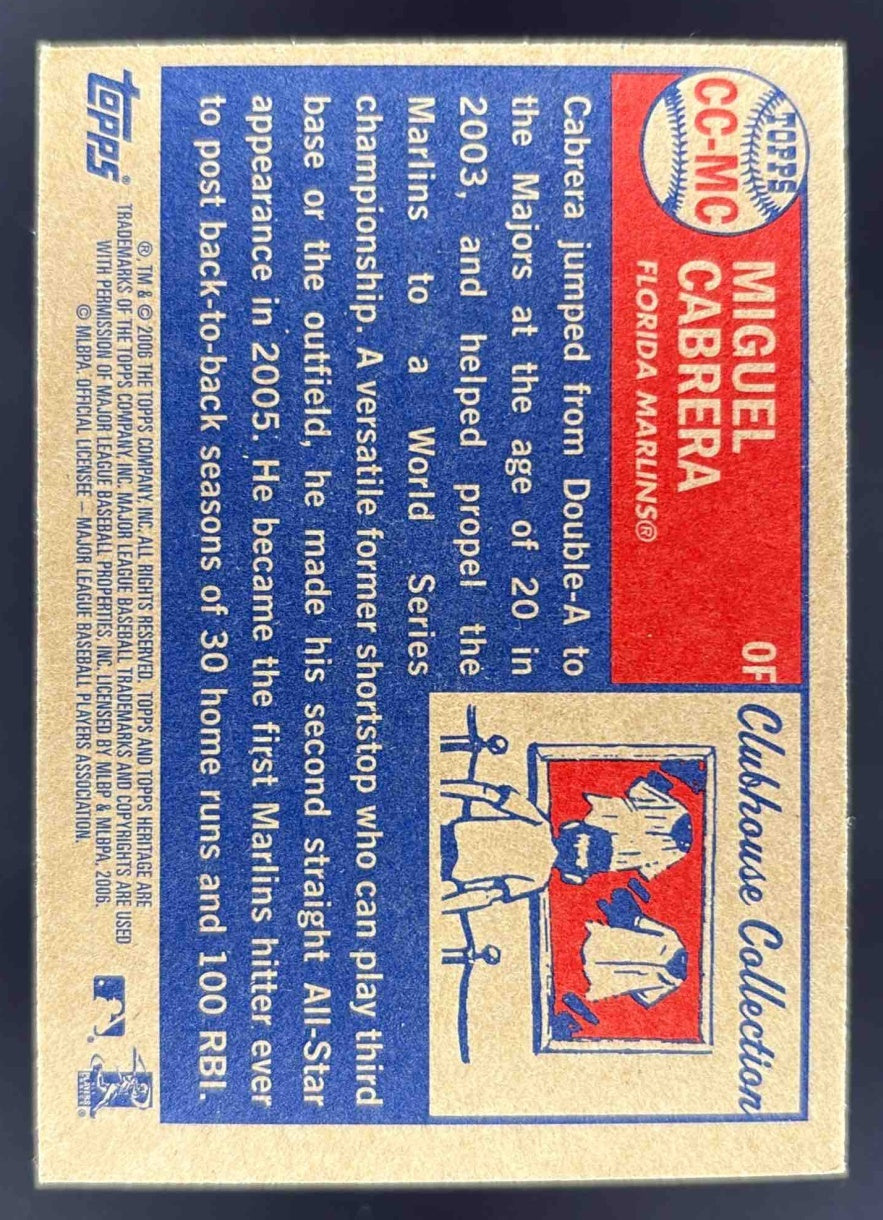 TOPPS
CC-MC
MIGUEL
CABRERA
FLORIDA MARLINS®
OF
Clubhouse Collection
Cabrera jumped from Double-A to
the Majors at the age of 20 in
2003, and helped propel the
Marlins to a World Series
championship. A versatile former shortstop who can play third
base or the outfield, he made his second straight All-Star
appearance in 2005. He became the first Marlins hitter ever
to post back-to-back seasons of 30 home runs and 100 RBI.
topps®
®, TM & © 2006 THE TOPPS COMPANY, INC. ALL RIGHTS RESERVED. TOPPS AND TOPPS HERITAGE ARE
TRADEMARKS OF THE TOPPS COMPANY, INC. MAJOR LEAGUE BASEBALL TRADEMARKS AND COPYRIGHTS ARE USED
WITH PERMISSION OF MAJOR LEAGUE BASEBALL PROPERTIES, INC. LICENSED BY MLBP & MLBPA, 2006.
© MLBPA. OFFICIAL LICENSEE – MAJOR LEAGUE BASEBALL PLAYERS ASSOCIATION.